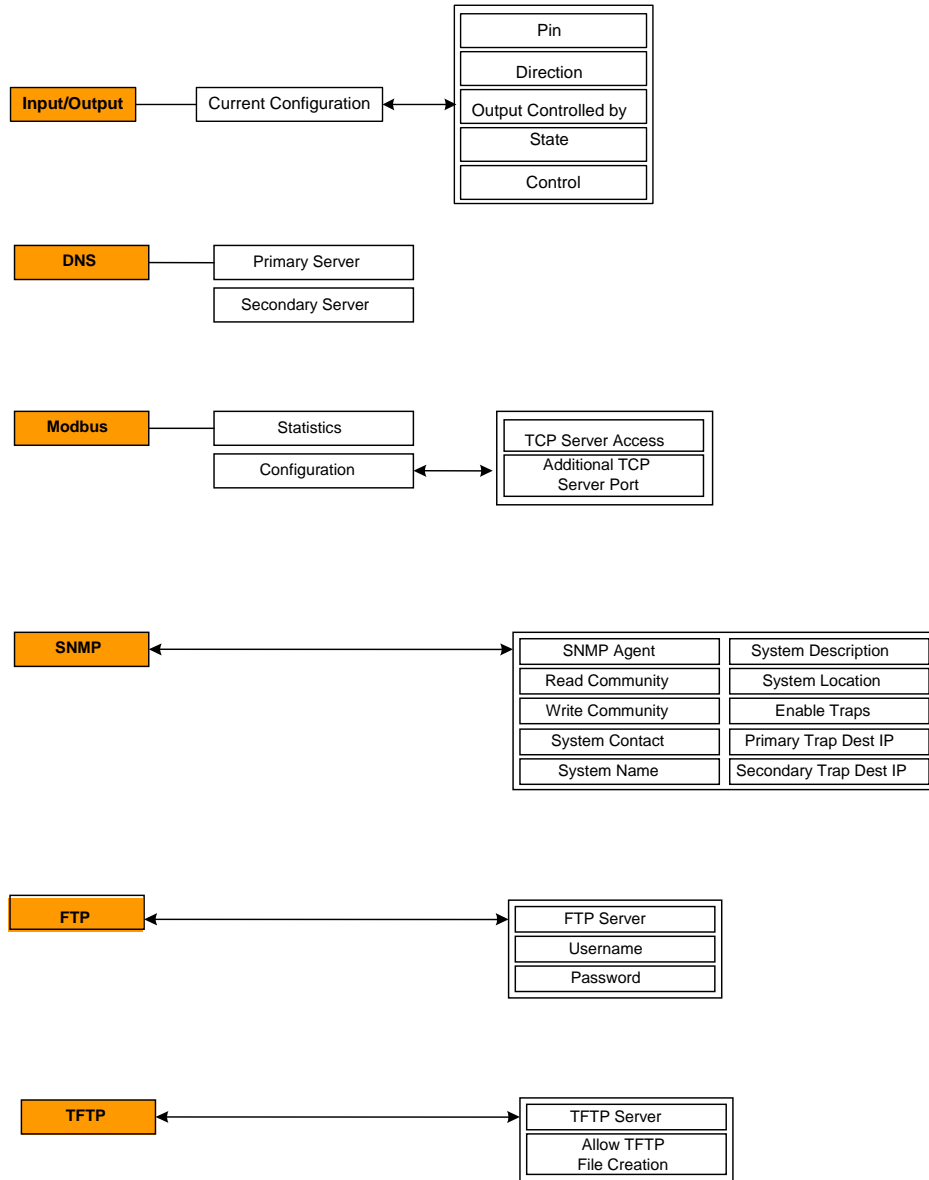 Pin
Direction
Input/Output
Current Configuration
Output Controlled by
State
Control
DNS
Primary Server
Secondary Server
Modbus
Statistics
Configuration
TCP Server Access
Additional TCP
Server Port
SNMP
SNMP Agent
System Description
Read Community
System Location
Write Community
Enable Traps
System Contact
Primary Trap Dest IP
System Name
Secondary Trap Dest IP
FTP
FTP Server
Username
Password
TFTP
TFTP Server
Allow TFTP
File Creation